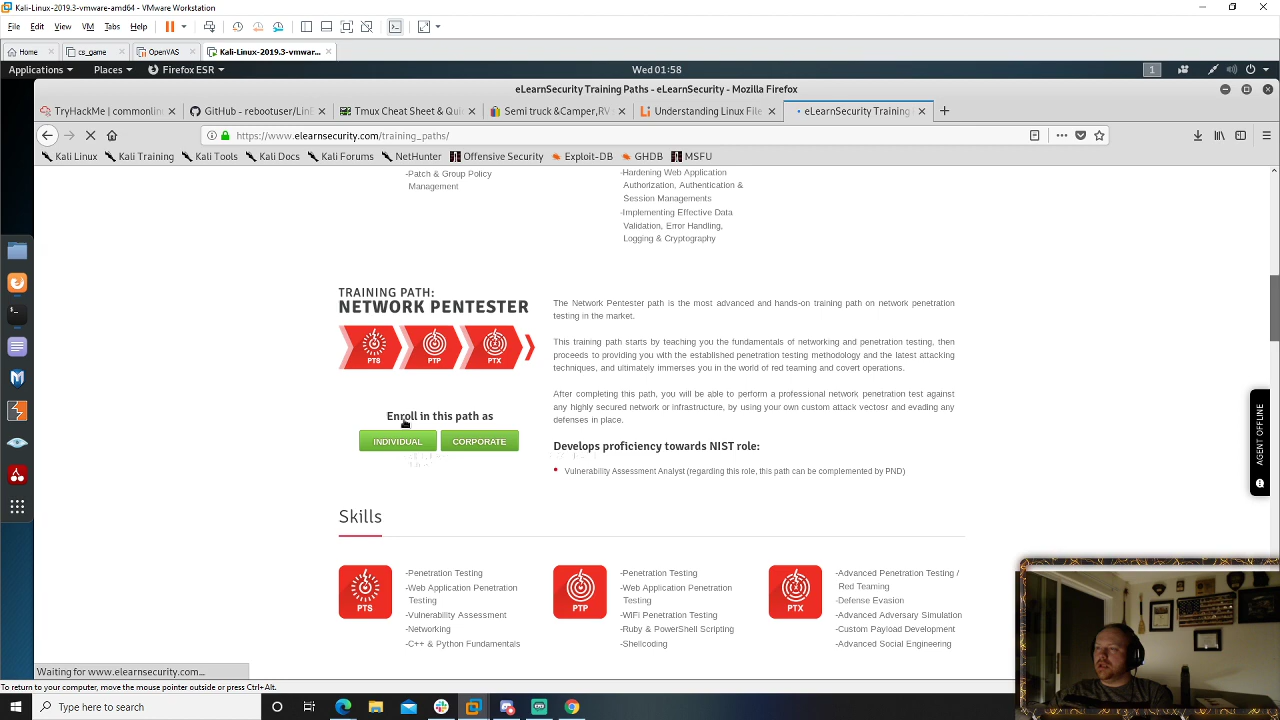 Kali-Linux-2019.3-vmware-amd64 - VMware Workstation
File Edit View VM Tabs Help
Home cs_game OpenVAS Kali-Linux-2019.3-vmwar...
Applications Places Firefox ESR Wed 01:58 1
eLearnSecurity Training Paths - eLearnSecurity - Mozilla Firefox
TryHackMe | commonlin GitHub - rebootuser/LinE Tmux Cheat Sheet & Qui Semi truck &Camper,RV Understanding Linux File eLearnSecurity Training
https://www.elearnsecurity.com/training_paths/
Kali Linux Kali Training Kali Tools Kali Docs Kali Forums NetHunter Offensive Security Exploit-DB GHDB MSFU
-Patch & Group Policy
Management
-Hardening Web Application
Authorization, Authentication &
Session Managements
-Implementing Effective Data
Validation, Error Handling,
Logging & Cryptography
TRAINING PATH:
NETWORK PENTESTER
PTS PTP PTX
Enroll in this path as
INDIVIDUAL CORPORATE
The Network Pentester path is the most advanced and hands-on training path on network penetration
testing in the market.
This training path starts by teaching you the fundamentals of networking and penetration testing, then
proceeds to providing you with the established penetration testing methodology and the latest attacking
techniques, and ultimately immerses you in the world of red teaming and covert operations.
After completing this path, you will be able to perform a professional network penetration test against
any highly secured network or infrastructure, by using your own custom attack vectosr and evading any
defenses in place.
Develops proficiency towards NIST role:
Vulnerability Assessment Analyst (regarding this role, this path can be complemented by PND)
AGENT OFFLINE
Skills
PTS
-Penetration Testing
-Web Application Penetration
Testing
-Vulnerability Assessment
-Networking
-C++ & Python Fundamentals
PTP
-Penetration Testing
-Web Application Penetration
Testing
-WiFi Penetration Testing
-Ruby & PowerShell Scripting
-Shellcoding
PTX
-Advanced Penetration Testing /
Red Teaming
-Defense Evasion
-Advanced Adversary Simulation
-Custom Payload Development
-Advanced Social Engineering
Waiting for www.elearnsecurity.com...
To return to your computer, move the mouse pointer outside or press Ctrl+Alt.
Type here to search